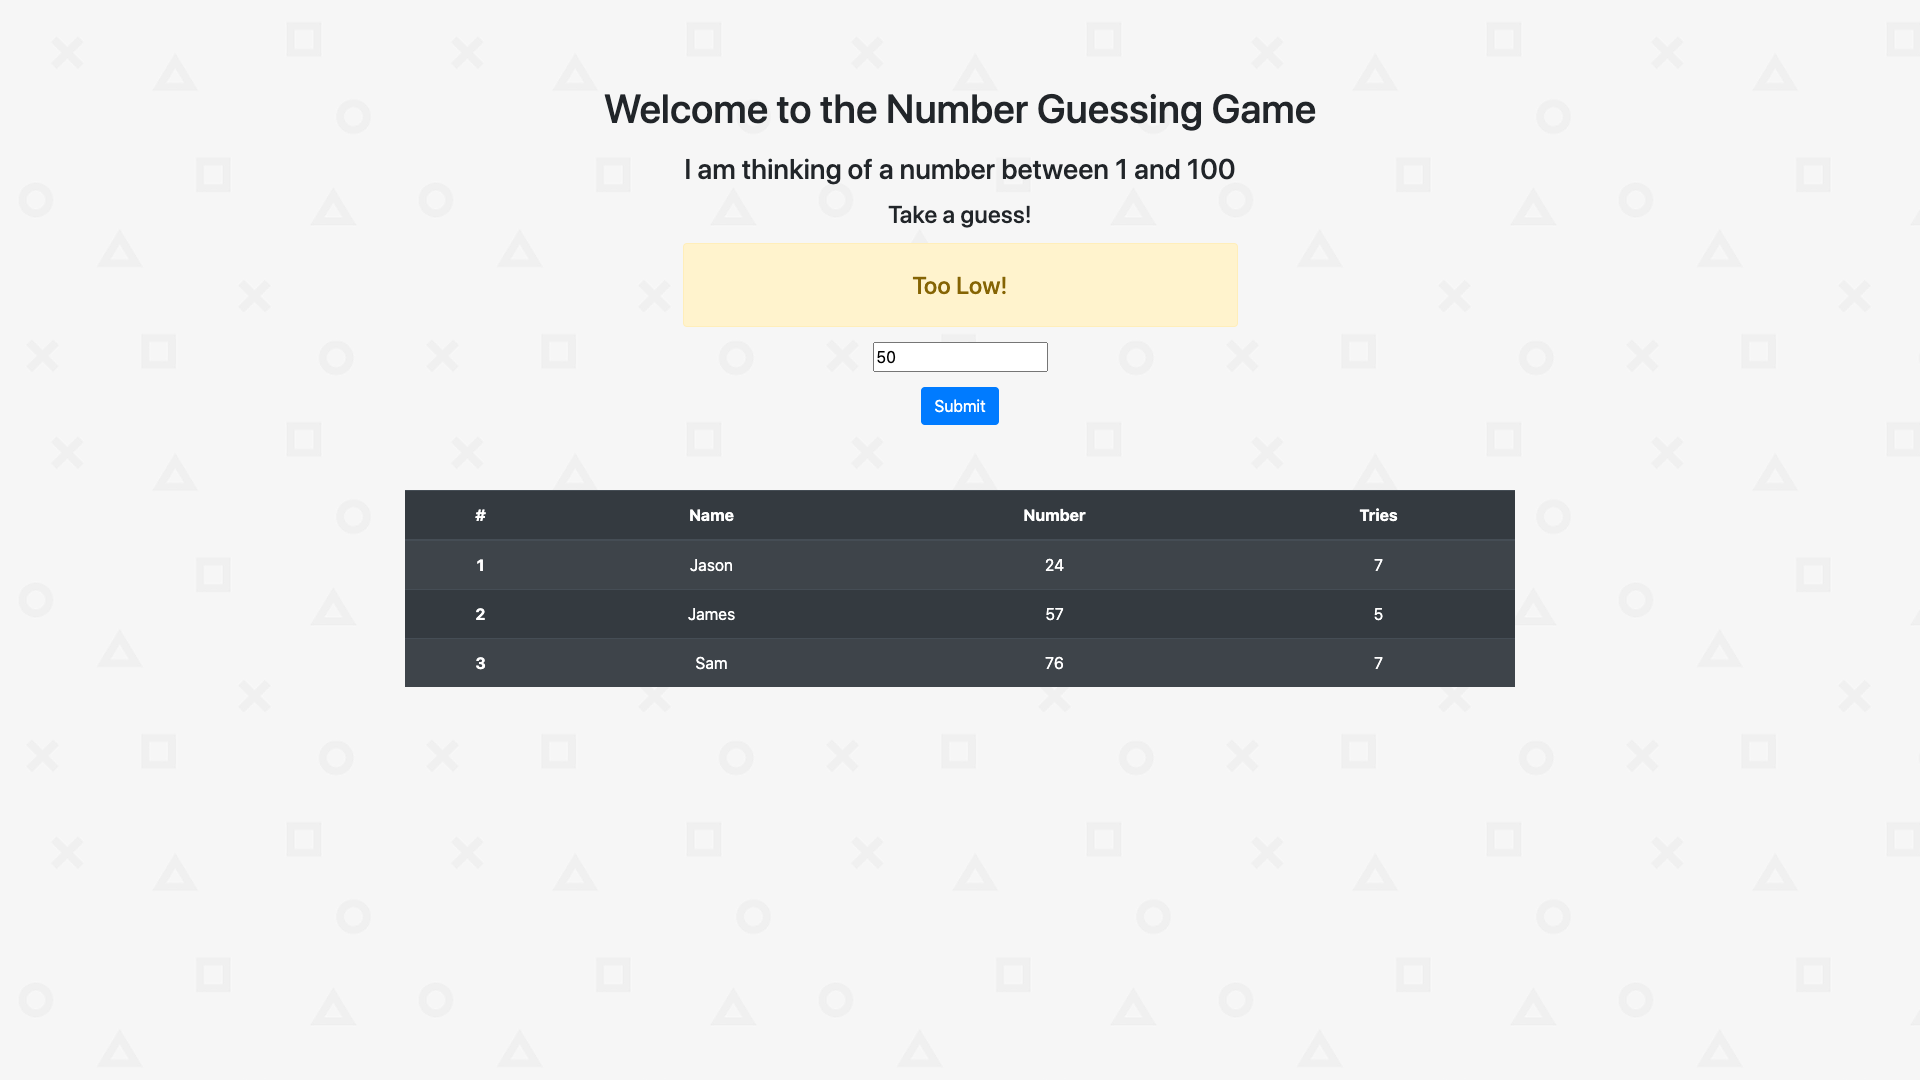 Welcome to the Number Guessing Game
I am thinking of a number between 1 and 100
Take a guess!
Too Low!
50
Submit
# Name Number Tries
1 Jason 24 7
2 James 57 5
3 Sam 76 7